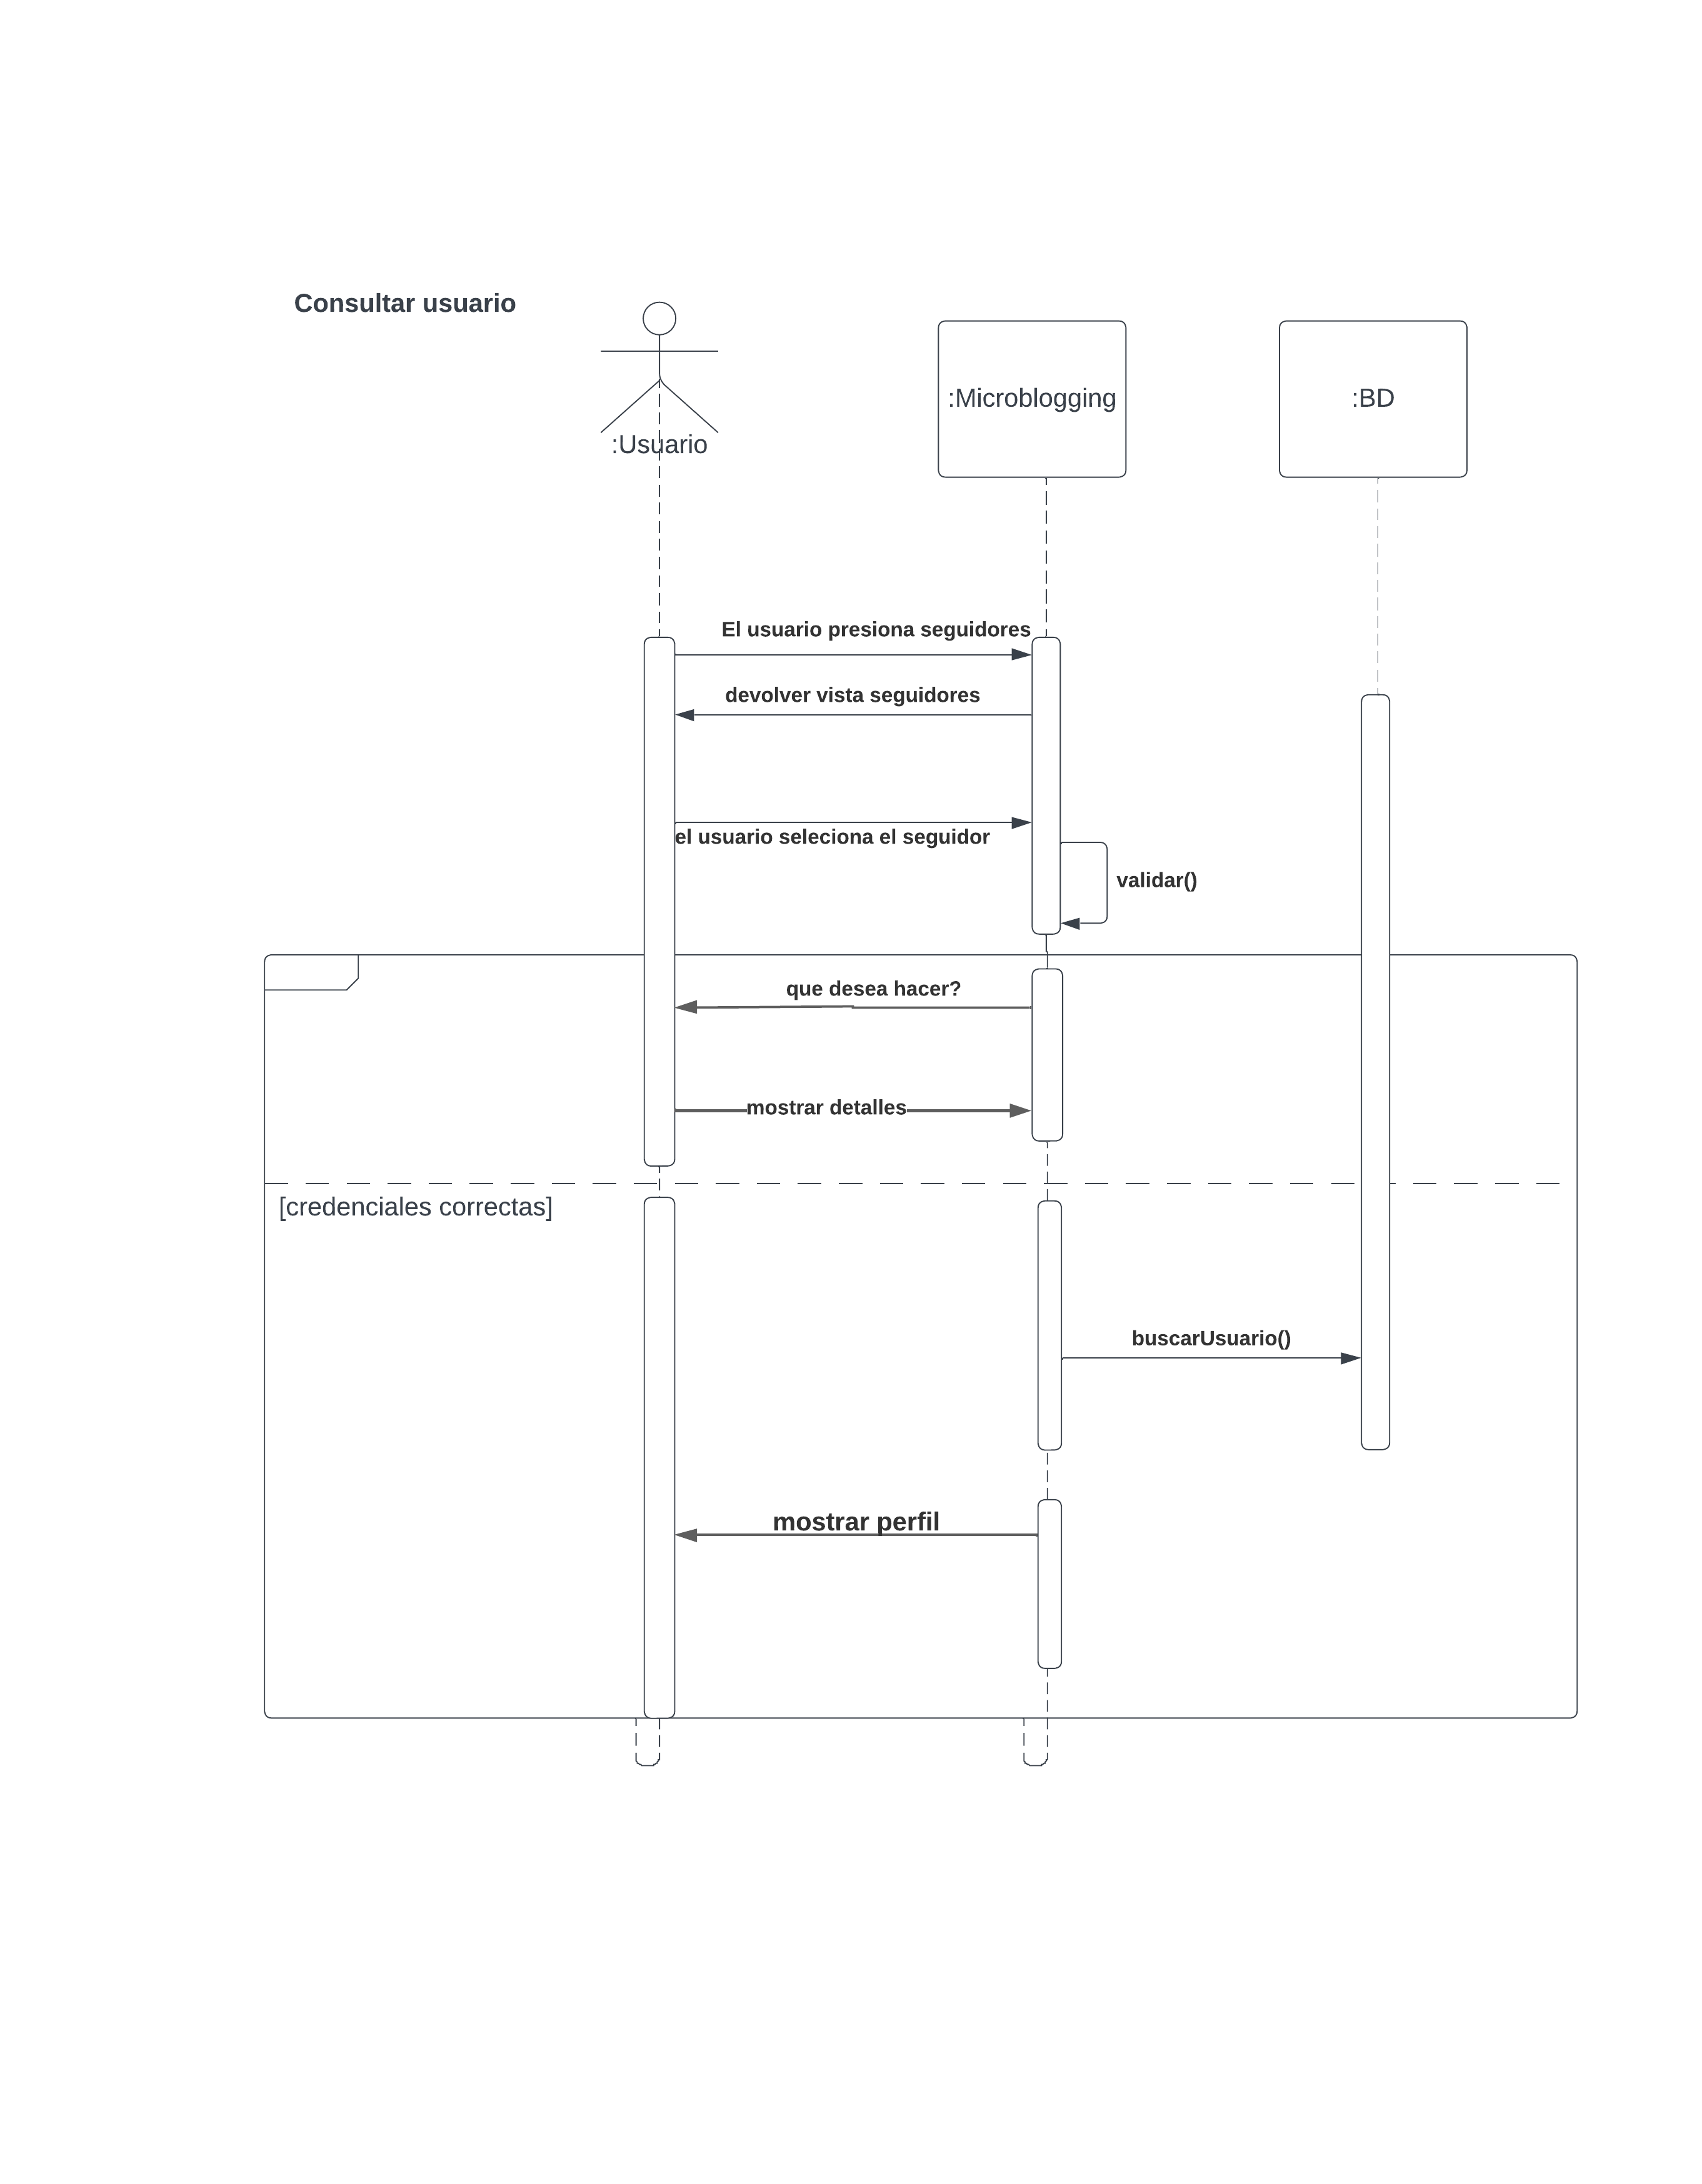 Consultar usuario
:Usuario
:Microblogging
:BD
El usuario presiona seguidores
devolver vista seguidores
el usuario seleciona el seguidor
validar()
que desea hacer?
mostrar detalles
[credenciales correctas]
buscarUsuario()
mostrar perfil